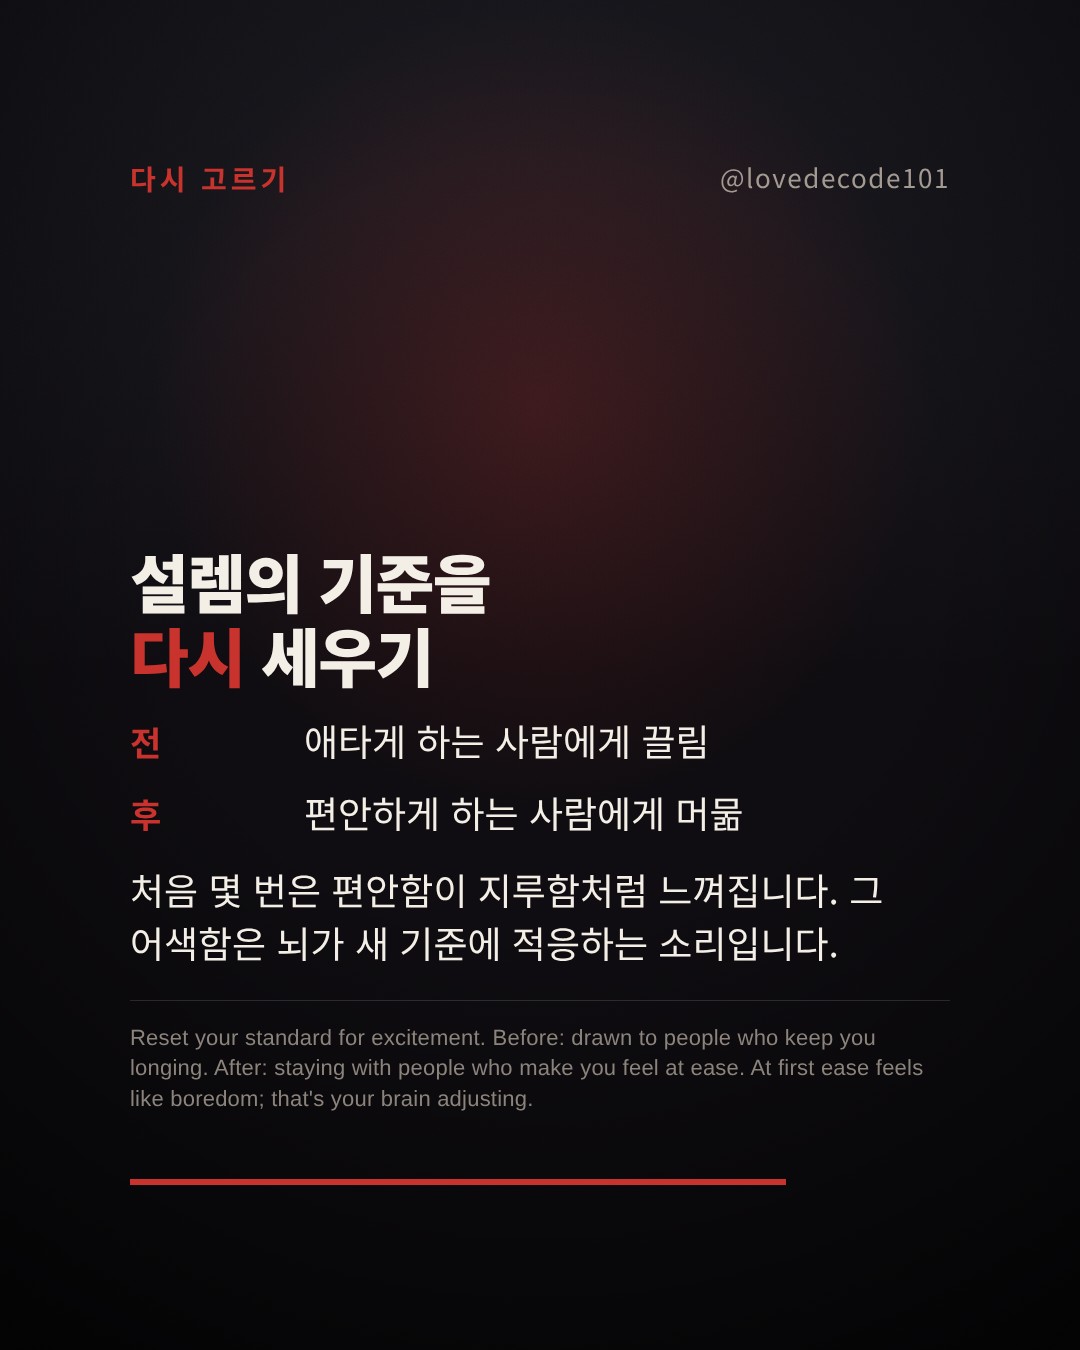 다시 고르기
@lovedecode101
설렘의 기준을
다시 세우기
전 애타게 하는 사람에게 끌림
후 편안하게 하는 사람에게 머묾
처음 몇 번은 편안함이 지루함처럼 느껴집니다. 그
어색함은 뇌가 새 기준에 적응하는 소리입니다.
Reset your standard for excitement. Before: drawn to people who keep you
longing. After: staying with people who make you feel at ease. At first ease feels
like boredom; that's your brain adjusting.